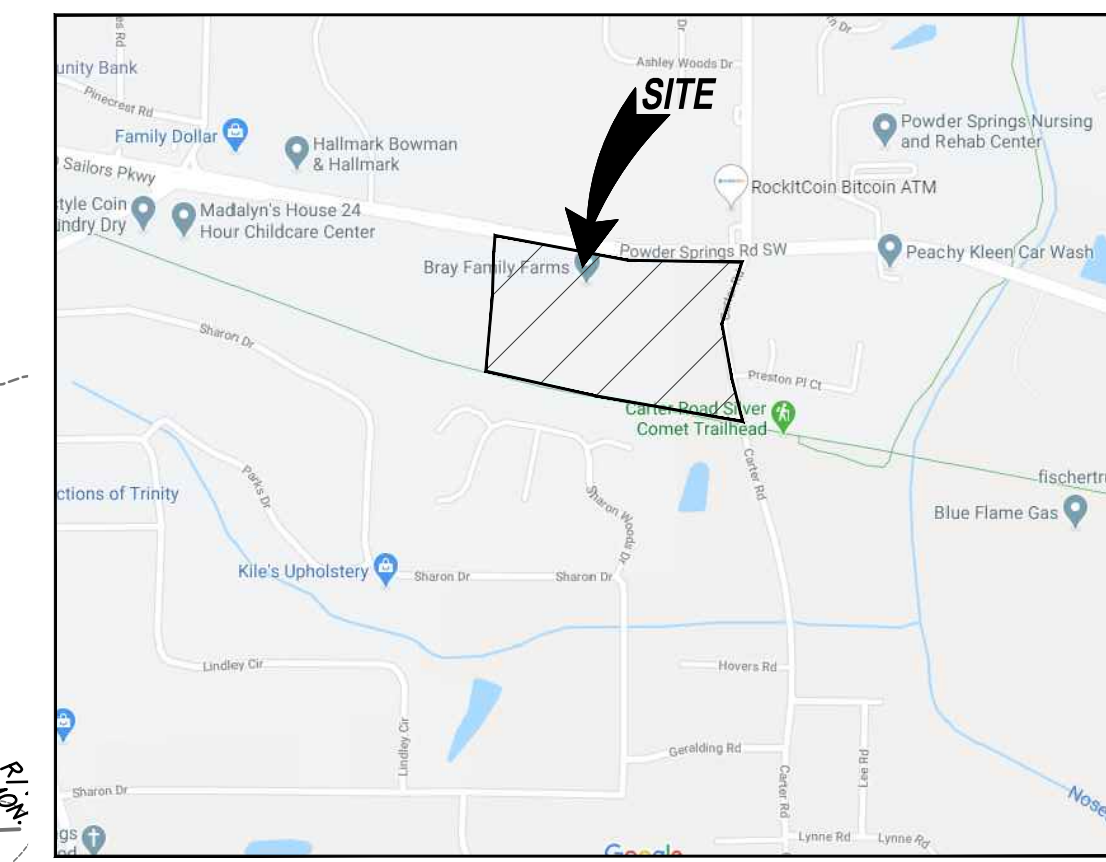 Ashley Woods Dr
Dr
unity Bank
Pinecrest Rd
SITE
Family Dollar
Hallmark Bowman
& Hallmark
Powder Springs Nursing
and Rehab Center
Sailors Pkwy
RockItCoin Bitcoin ATM
style Coin
undry Dry
Madalyn's House 24
Hour Childcare Center
Powder Springs Rd SW
Peachy Kleen Car Wash
Bray Family Farms
Sharon Dr
Preston Pl Ct
Carter Road Silver
Comet Trailhead
Carter Rd
fischertr
ctions of Trinity
Parks Dr
Sharon Woods Dr
Blue Flame Gas
Kile's Upholstery
Sharon Dr
Sharon Dr
Lindley Cir
Hovers Rd
Lindley Cir
Geralding Rd
Carter Rd
Lee Rd
Sharon Dr
Nose
Lynne Rd
Lynne Rd
gs
Google